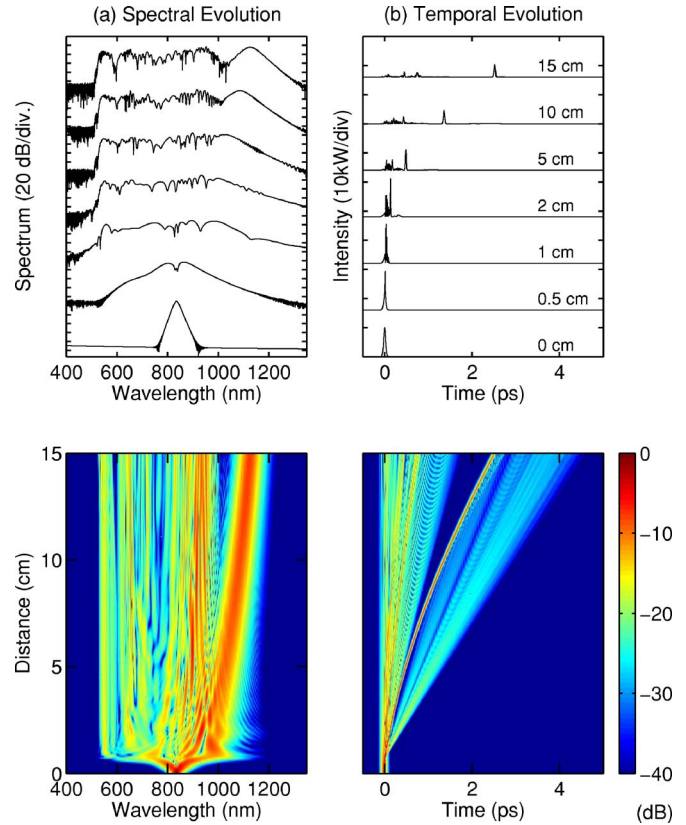 (a) Spectral Evolution
(b) Temporal Evolution
Spectrum (20 dB/div.)
Intensity (10kW/div)
15 cm
10 cm
5 cm
2 cm
1 cm
0.5 cm
0 cm
400 600 800 1000 1200
0 2 4
Wavelength (nm)
Time (ps)
Distance (cm)
15
10
5
0
400 600 800 1000 1200
Wavelength (nm)
0 2 4
Time (ps)
0
−10
−20
−30
−40
(dB)